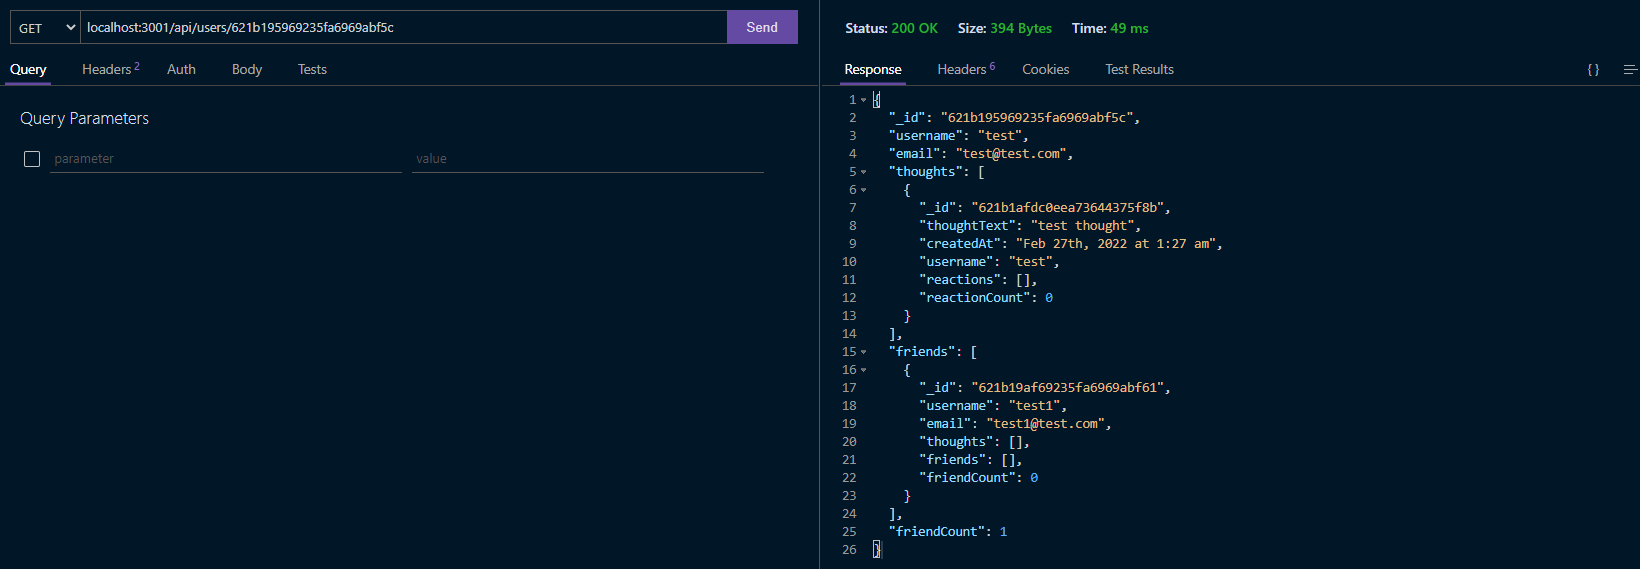 GET localhost:3001/api/users/621b195969235fa6969abf5c Send
Query Headers 2 Auth Body Tests
Query Parameters
parameter value
Status: 200 OK Size: 394 Bytes Time: 49 ms
Response Headers 6 Cookies Test Results {}
1 {
2 "_id": "621b195969235fa6969abf5c",
3 "username": "test",
4 "email": "test@test.com",
5 "thoughts": [
6 {
7 "_id": "621b1afdc0eea73644375f8b",
8 "thoughtText": "test thought",
9 "createdAt": "Feb 27th, 2022 at 1:27 am",
10 "username": "test",
11 "reactions": [],
12 "reactionCount": 0
13 }
14 ],
15 "friends": [
16 {
17 "_id": "621b19af69235fa6969abf61",
18 "username": "test1",
19 "email": "test1@test.com",
20 "thoughts": [],
21 "friends": [],
22 "friendCount": 0
23 }
24 ],
25 "friendCount": 1
26 }